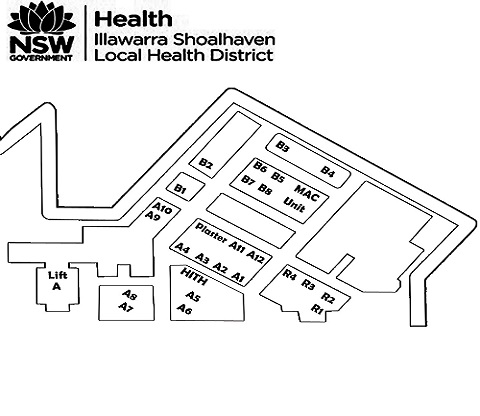 NSW
GOVERNMENT
Health
Illawarra Shoalhaven
Local Health District
B3
B4
B2
B6 B5 MAC
B7 B8 Unit
B1
A10
A9
Plaster A11 A12
A4 A3 A2 A1
Lift
A
HITH
A5
A6
A8
A7
R4 R3 R2
R1